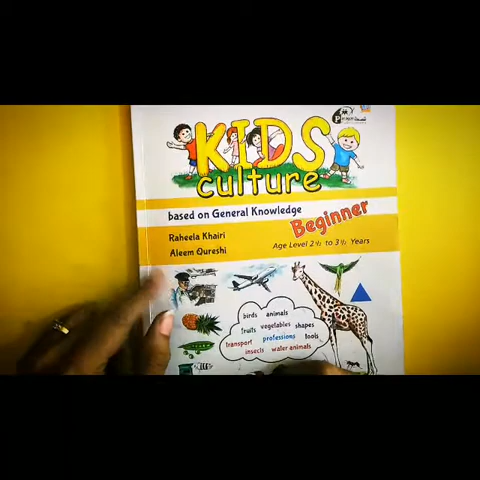 KIDS
culture
based on General Knowledge
Beginner
Raheela Khairi
Aleem Qureshi
Age Level 2½ to 3½ Years
birds animals
fruits vegetables shapes
transport professions tools
insects water animals